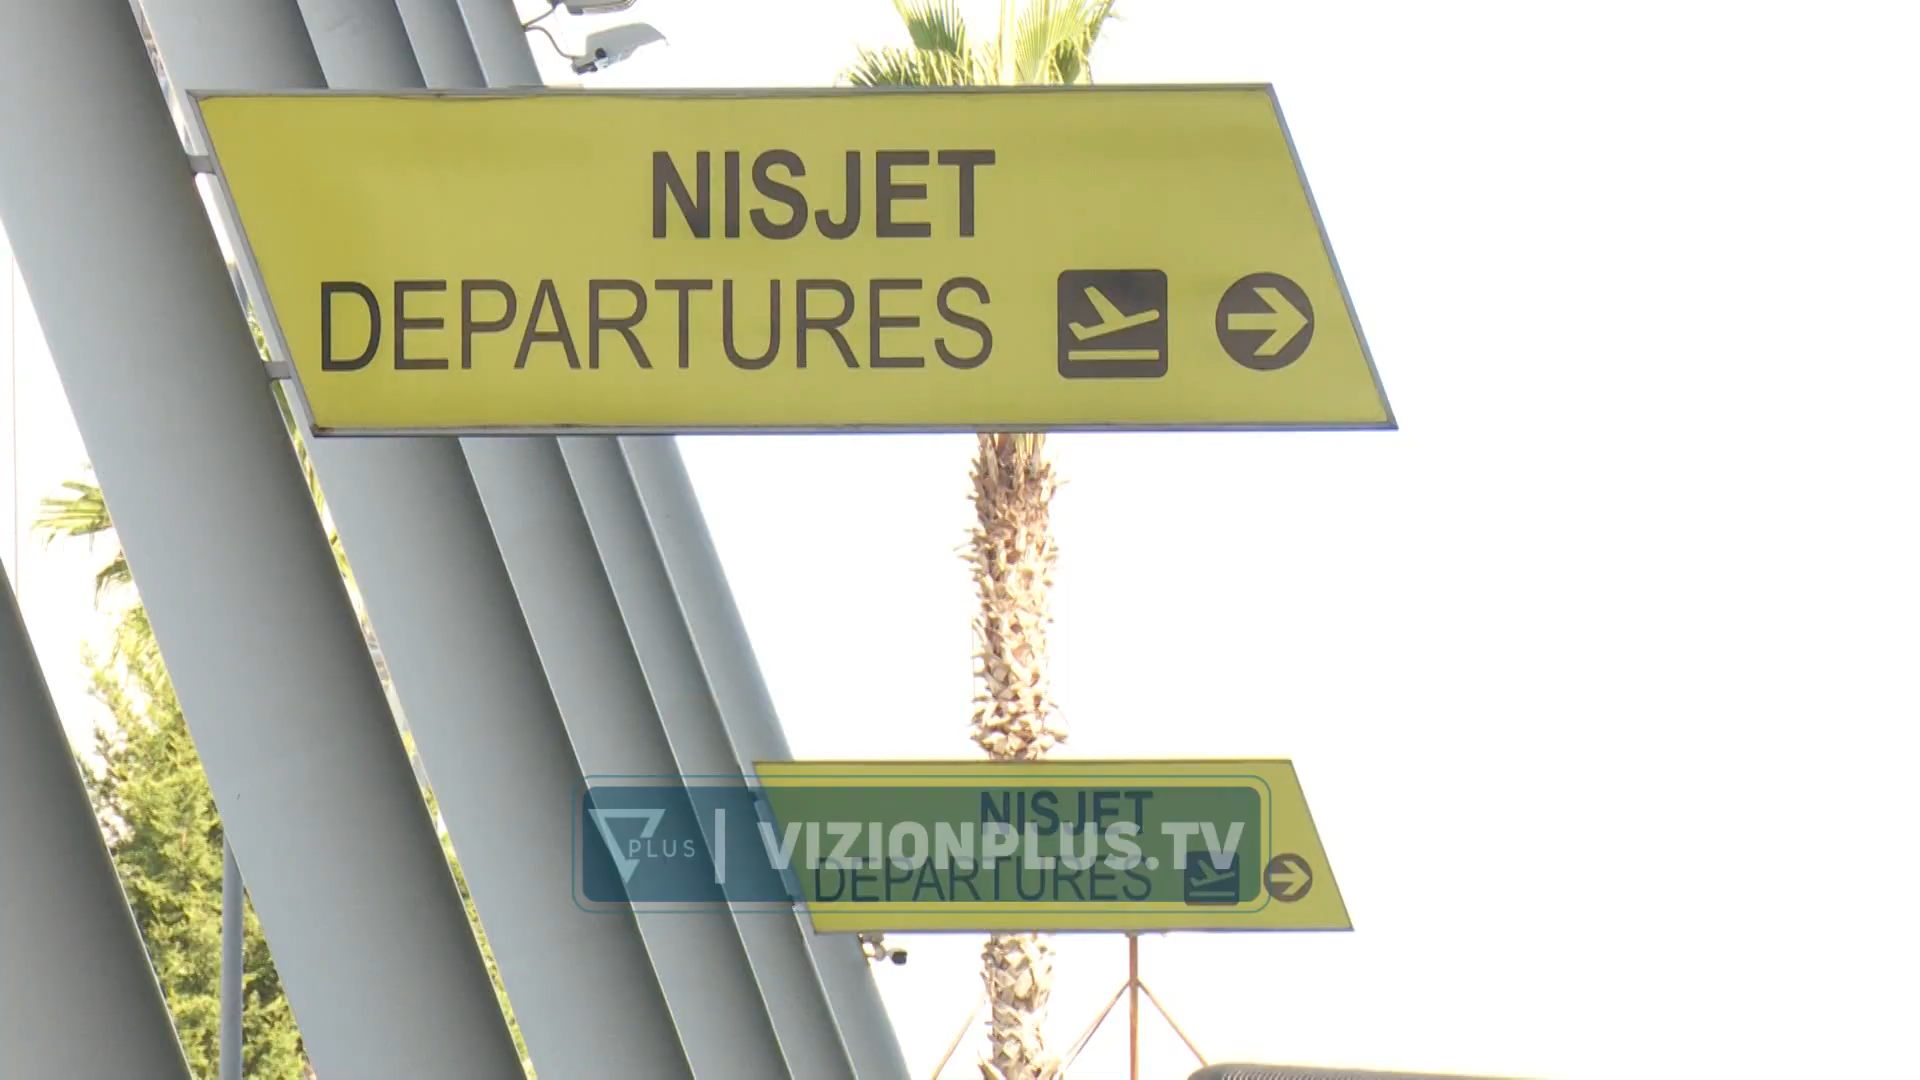 NISJET
DEPARTURES
NISJET
PLUS | VIZIONPLUS.TV
DEPARTURES